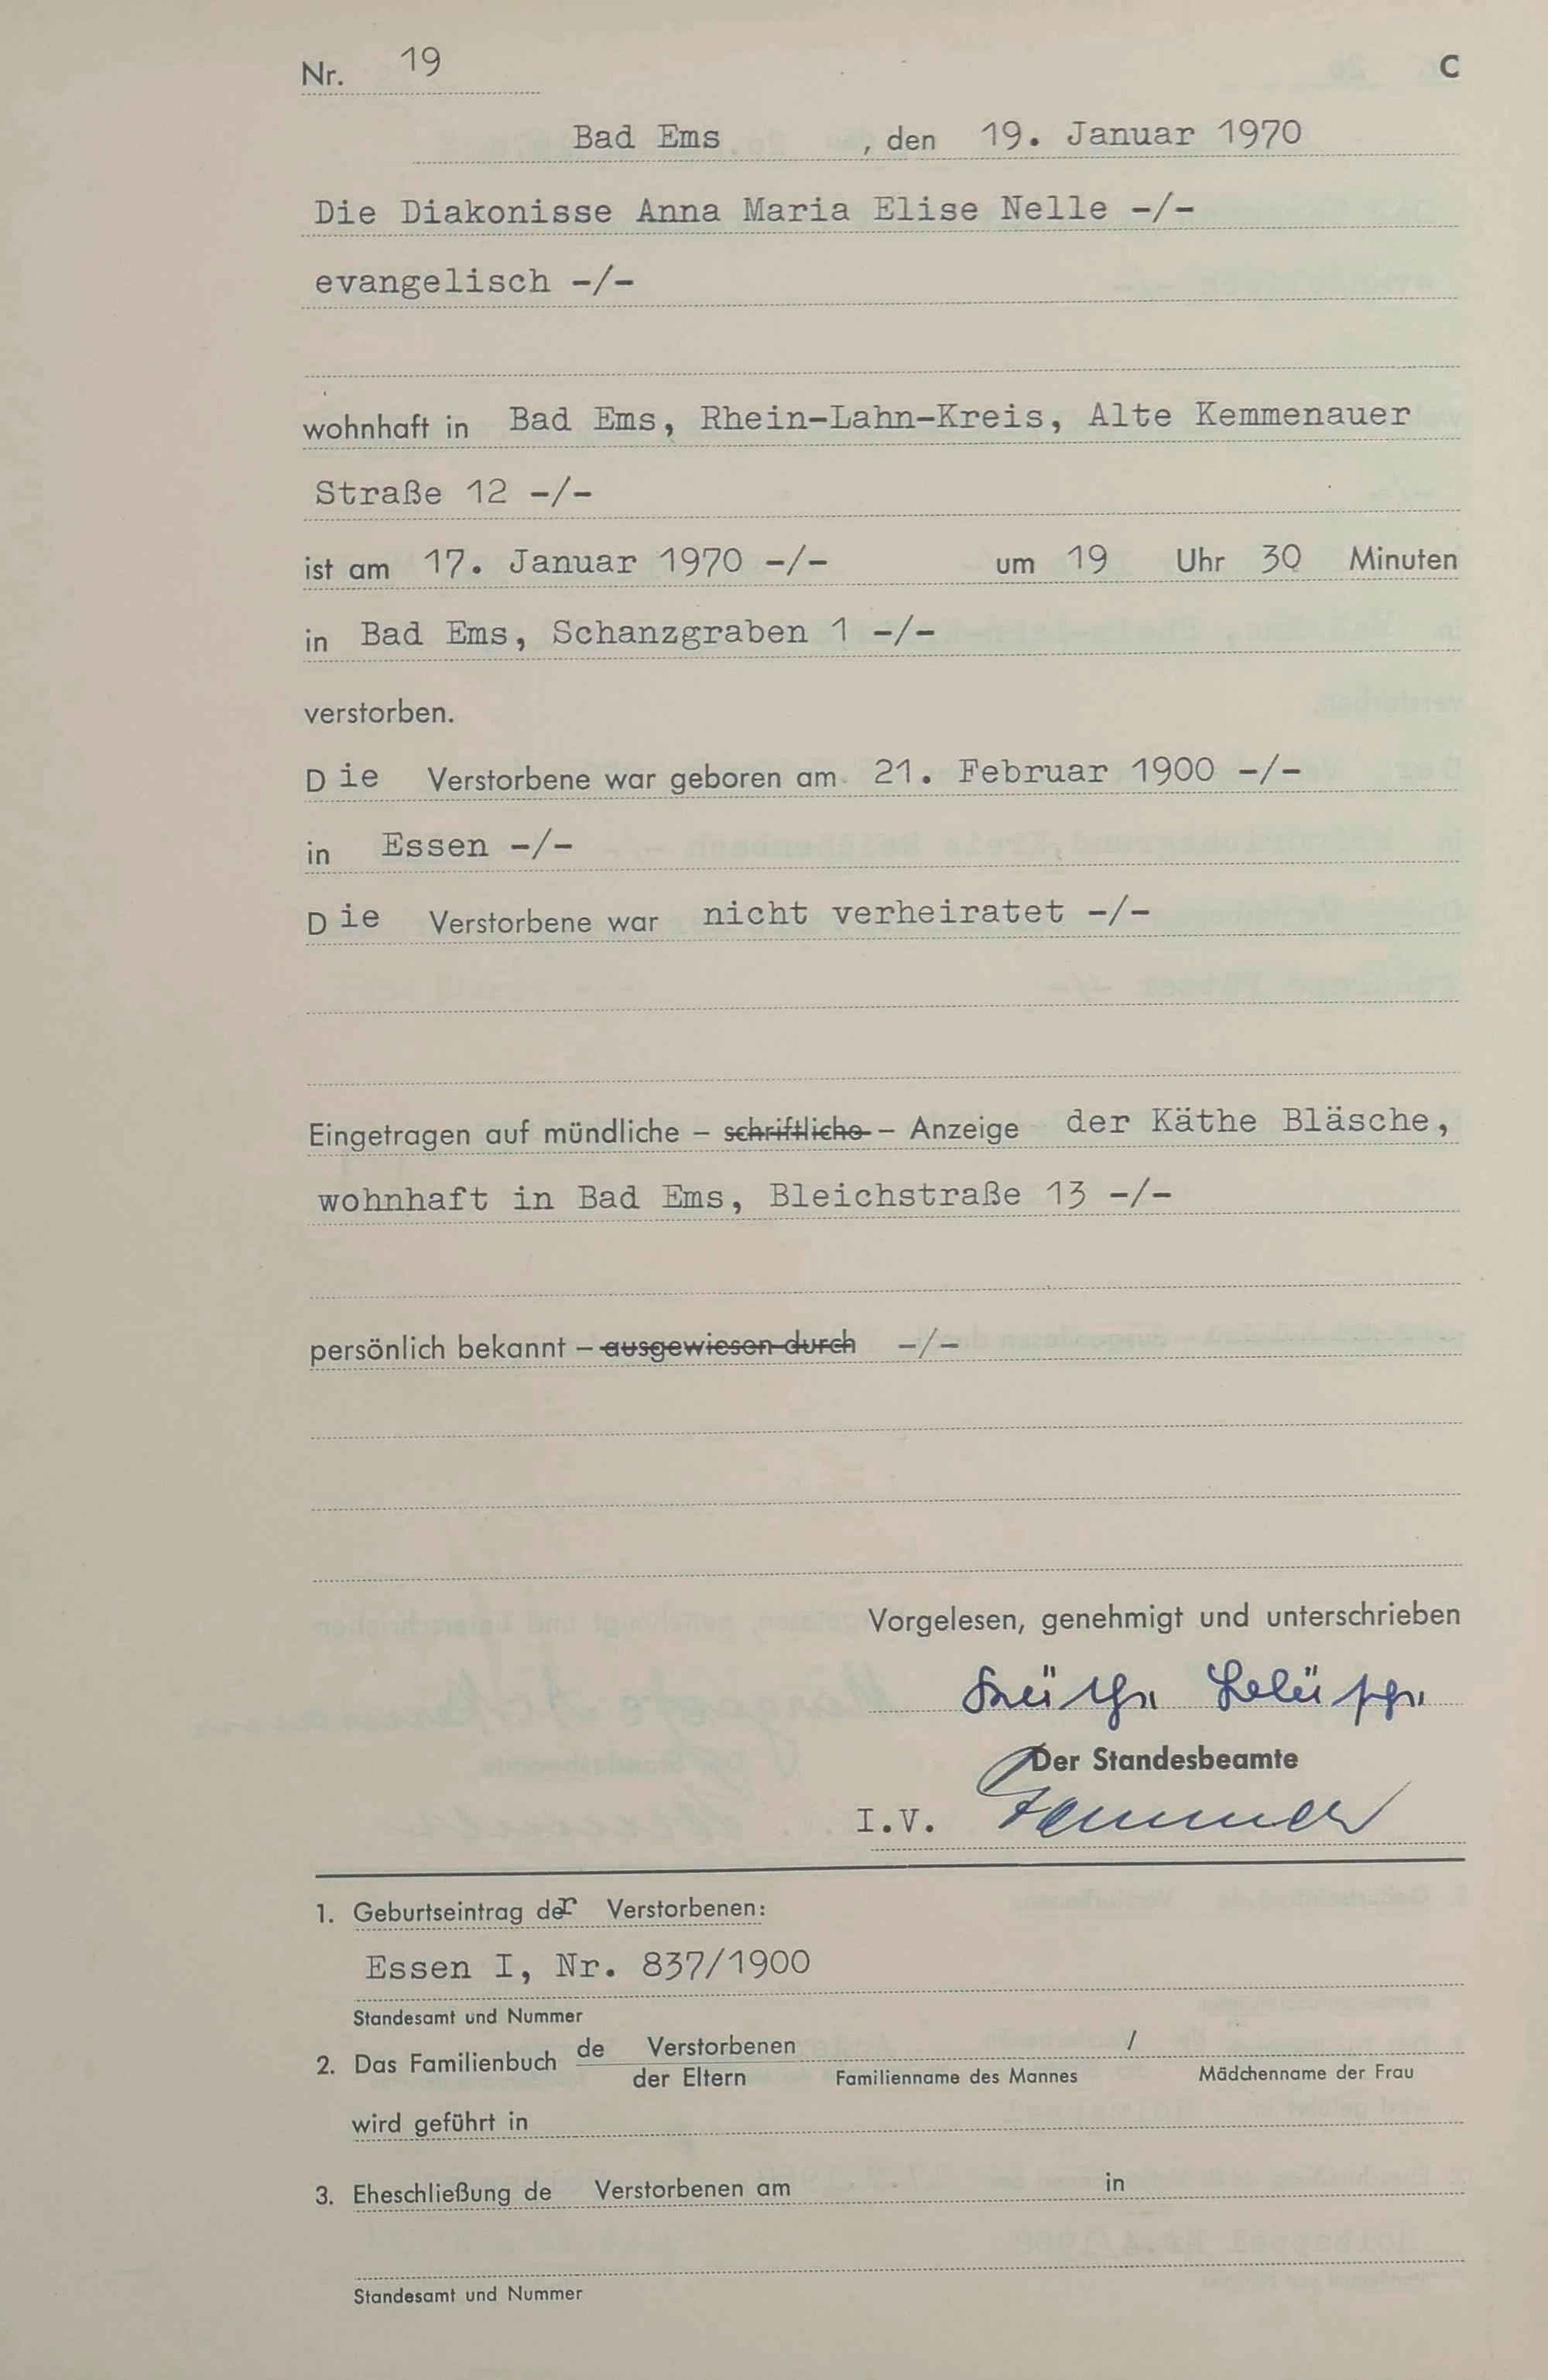 Nr. 19 C
Bad Ems , den 19. Januar 1970
Die Diakonisse Anna Maria Elise Nelle -/-
evangelisch -/-
wohnhaft in Bad Ems, Rhein-Lahn-Kreis, Alte Kemmenauer
Straße 12 -/-
ist am 17. Januar 1970 -/- um 19 Uhr 30 Minuten
in Bad Ems, Schanzgraben 1 -/-
verstorben.
Die Verstorbene war geboren am 21. Februar 1900 -/-
in Essen -/-
Die Verstorbene war nicht verheiratet -/-
Eingetragen auf mündliche – schriftliche – Anzeige der Käthe Bläsche,
wohnhaft in Bad Ems, Bleichstraße 13 -/-
persönlich bekannt – ausgewiesen durch -/-
Vorgelesen, genehmigt und unterschrieben
Käthe Bläsche
Der Standesbeamte
I.V.
1. Geburtseintrag der Verstorbenen:
Essen I, Nr. 837/1900
Standesamt und Nummer
2. Das Familienbuch de Verstorbenen /
der Eltern Familienname des Mannes Mädchenname der Frau
wird geführt in
3. Eheschließung de Verstorbenen am in
Standesamt und Nummer